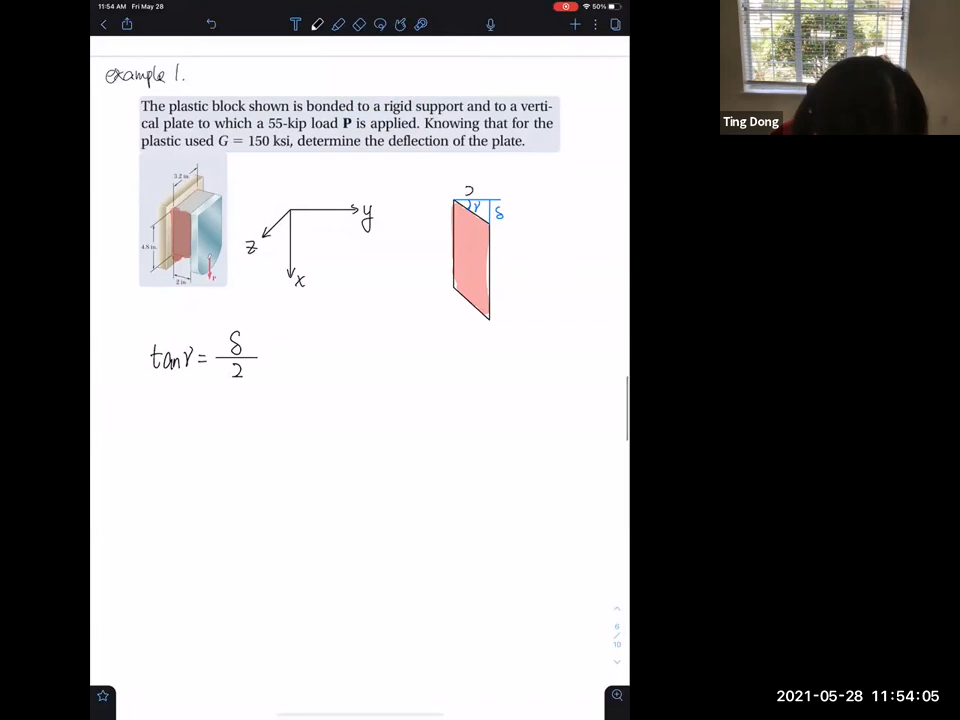 11:54 AM Fri May 28
50%
example 1.
The plastic block shown is bonded to a rigid support and to a verti-
cal plate to which a 55-kip load P is applied. Knowing that for the
plastic used G = 150 ksi, determine the deflection of the plate.
3.2 in.
4.8 in.
2 in.
P
y
z
x
2
γ
δ
tanγ = δ/2
6
/
10
Ting Dong
2021-05-28 11:54:05